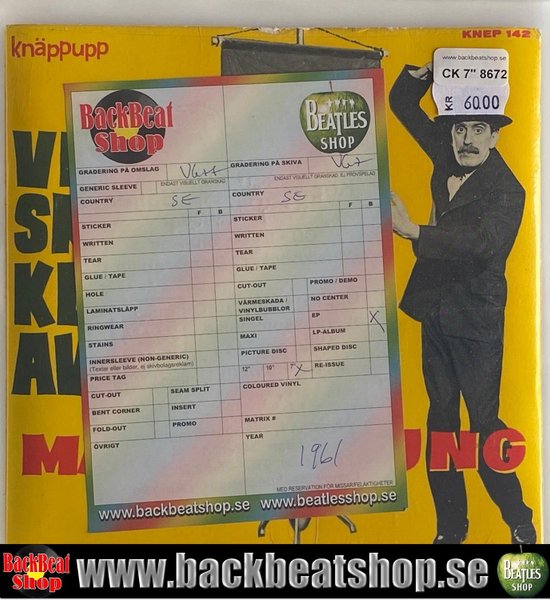 knäppupp
KNEP 142
www.backbeatshop.se
CK 7" 8672
KR 60.00
BackBeat
Shop
BEATLES
SHOP
GRADERING PÅ OMSLAG
GRADERING PÅ SKIVA
ENDAST VISUELLT GRANSKAD
ENDAST VISUELLT GRANSKAD, EJ PROVSPELAD
GENERIC SLEEVE
COUNTRY SE
COUNTRY SE
F B
F B
STICKER
STICKER
WRITTEN
WRITTEN
TEAR
TEAR
GLUE / TAPE
GLUE / TAPE
HOLE
CUT-OUT
PROMO / DEMO
LAMINATSLÄPP
VÄRMESKADA /
VINYLBUBBLOR
NO CENTER
RINGWEAR
SINGEL
EP X
STAINS
MAXI
LP-ALBUM
INNERSLEEVE (NON-GENERIC)
(Texter eller bilder, ej skivbolagsreklam)
PICTURE DISC
SHAPED DISC
PRICE TAG
12" 10" 7" X
RE-ISSUE
CUT-OUT
SEAM SPLIT
COLOURED VINYL
BENT CORNER
INSERT
FOLD-OUT
PROMO
MATRIX #
ÖVRIGT
YEAR
1961
MED RESERVATION FÖR MISSAR/FELAKTIGHETER
www.backbeatshop.se www.beatlesshop.se
UNG
BackBeat
Shop
www.backbeatshop.se
BEATLES
SHOP